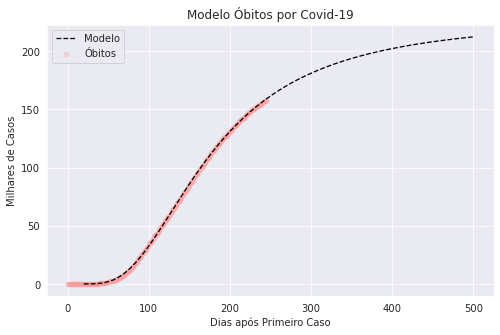 Modelo Óbitos por Covid-19
Modelo
Óbitos
Milhares de Casos
200
150
100
50
0
0 100 200 300 400 500
Dias após Primeiro Caso